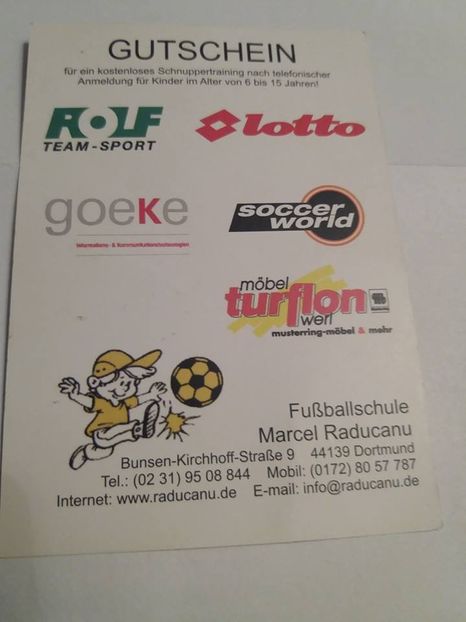 GUTSCHEIN
für ein kostenloses Schnuppertraining nach telefonischer
Anmeldung für Kinder im Alter von 6 bis 15 Jahren!
ROLF
TEAM-SPORT
lotto
goeke
Informations- & Kommunikationstechnologien
soccer
world
möbel
turflon
werl
musterring-möbel & mehr
Fußballschule
Marcel Raducanu
Bunsen-Kirchhoff-Straße 9 44139 Dortmund
Tel.: (02 31) 95 08 844 Mobil: (0172) 80 57 787
Internet: www.raducanu.de E-mail: info@raducanu.de